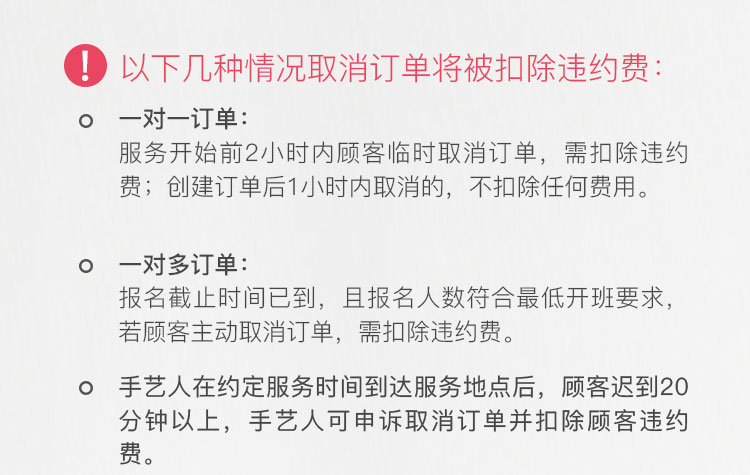 以下几种情况取消订单将被扣除违约费：
一对一订单：
服务开始前2小时内顾客临时取消订单，需扣除违约
费；创建订单后1小时内取消的，不扣除任何费用。
一对多订单：
报名截止时间已到，且报名人数符合最低开班要求，
若顾客主动取消订单，需扣除违约费。
手艺人在约定服务时间到达服务地点后，顾客迟到20
分钟以上，手艺人可申诉取消订单并扣除顾客违约
费。